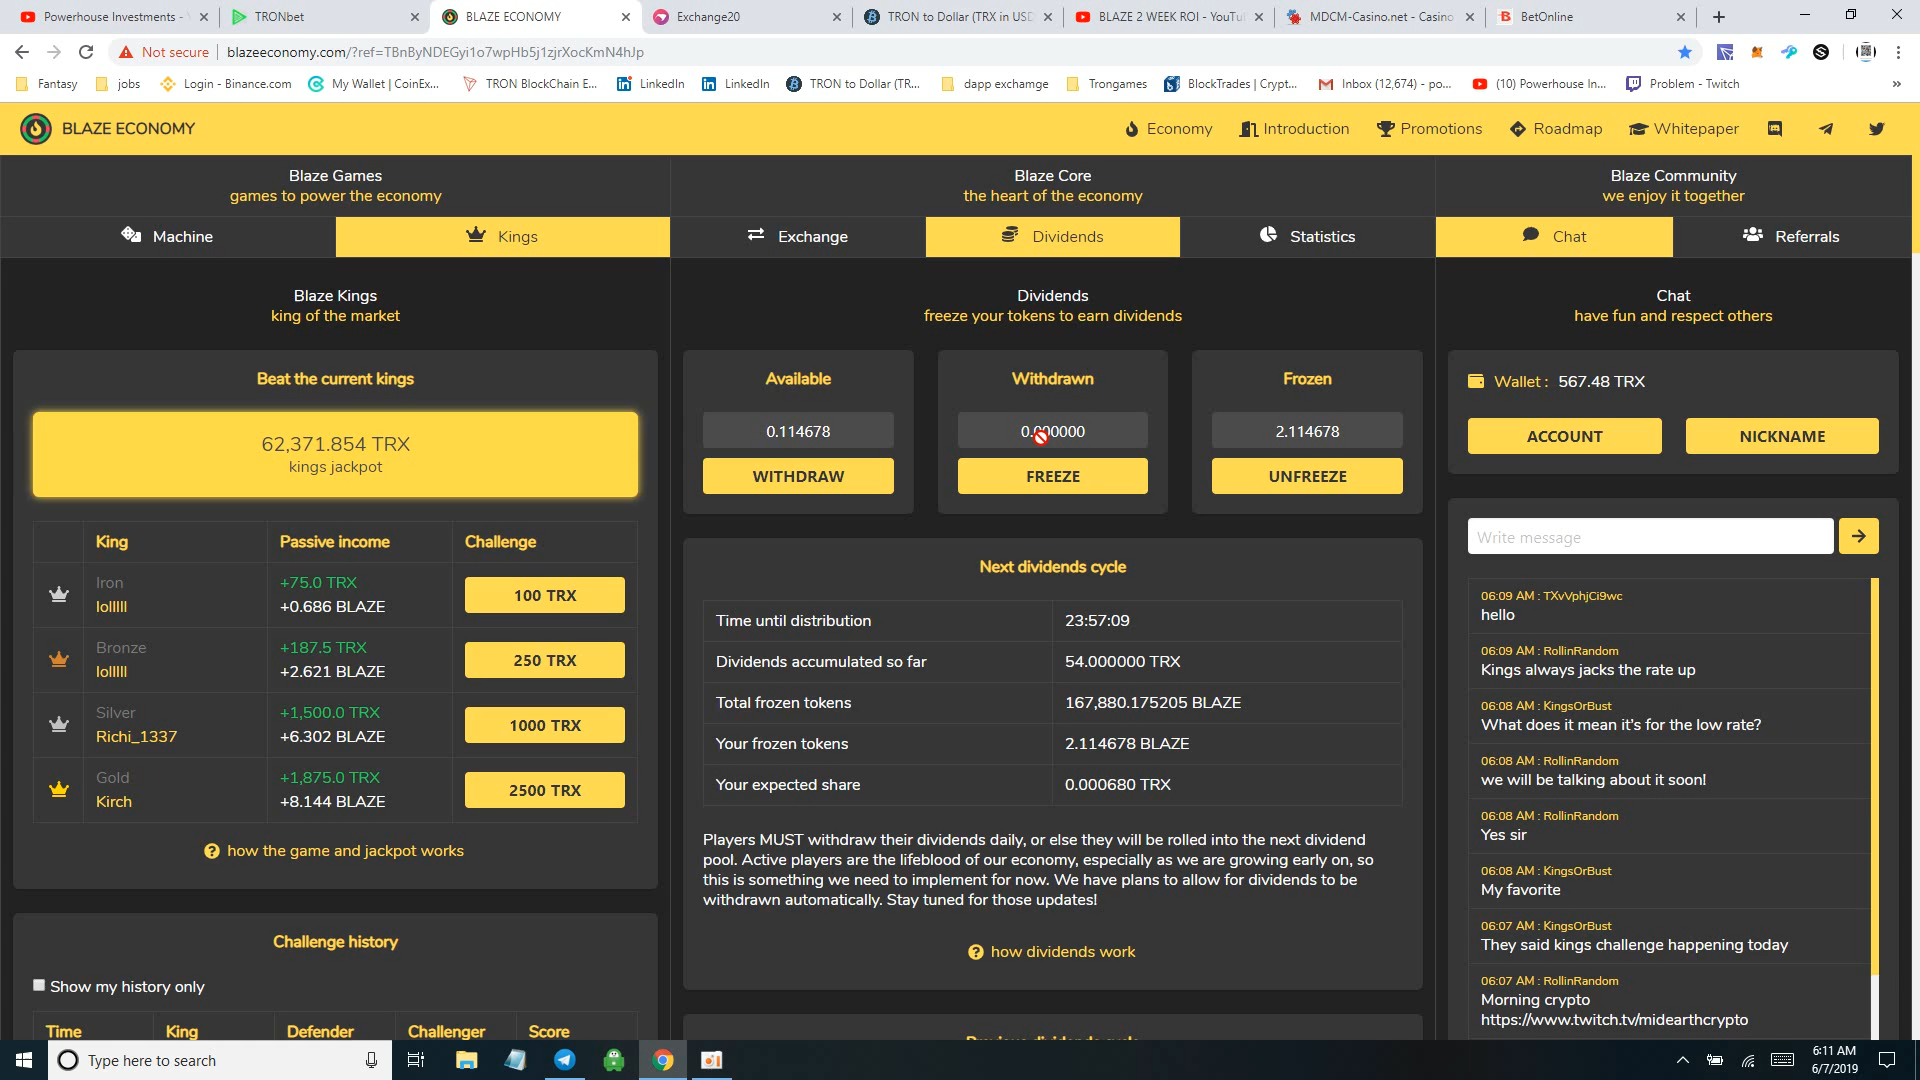 Powerhouse Investments -
TRONbet
BLAZE ECONOMY
Exchange20
TRON to Dollar (TRX in USD
BLAZE 2 WEEK ROI - YouTu
MDCM-Casino.net - Casino
BetOnline
Not secure
blazeeconomy.com/?ref=TBnByNDEGyi1o7wpHb5j1zjrXocKmN4hJp
Fantasy
jobs
Login - Binance.com
My Wallet | CoinEx...
TRON BlockChain E...
LinkedIn
LinkedIn
TRON to Dollar (TR...
dapp exchamge
Trongames
BlockTrades | Crypt...
Inbox (12,674) - po...
(10) Powerhouse In...
Problem - Twitch
»
BLAZE ECONOMY
Economy
Introduction
Promotions
Roadmap
Whitepaper
Blaze Games
games to power the economy
Blaze Core
the heart of the economy
Blaze Community
we enjoy it together
Machine
Kings
Exchange
Dividends
Statistics
Chat
Referrals
Blaze Kings
king of the market
Beat the current kings
62,371.854 TRX
kings jackpot
King
Passive income
Challenge
Iron
lolllll
+75.0 TRX
+0.686 BLAZE
100 TRX
Bronze
lolllll
+187.5 TRX
+2.621 BLAZE
250 TRX
Silver
Richi_1337
+1,500.0 TRX
+6.302 BLAZE
1000 TRX
Gold
Kirch
+1,875.0 TRX
+8.144 BLAZE
2500 TRX
how the game and jackpot works
Challenge history
Show my history only
Time
King
Defender
Challenger
Score
Dividends
freeze your tokens to earn dividends
Available
0.114678
WITHDRAW
Withdrawn
0.000000
FREEZE
Frozen
2.114678
UNFREEZE
Next dividends cycle
Time until distribution
23:57:09
Dividends accumulated so far
54.000000 TRX
Total frozen tokens
167,880.175205 BLAZE
Your frozen tokens
2.114678 BLAZE
Your expected share
0.000680 TRX
Players MUST withdraw their dividends daily, or else they will be rolled into the next dividend
pool. Active players are the lifeblood of our economy, especially as we are growing early on, so
this is something we need to implement for now. We have plans to allow for dividends to be
withdrawn automatically. Stay tuned for those updates!
how dividends work
Previous dividends cycle
Chat
have fun and respect others
Wallet : 567.48 TRX
ACCOUNT
NICKNAME
Write message
06:09 AM : TXvVphjCi9wc
hello
06:09 AM : RollinRandom
Kings always jacks the rate up
06:08 AM : KingsOrBust
What does it mean it's for the low rate?
06:08 AM : RollinRandom
we will be talking about it soon!
06:08 AM : RollinRandom
Yes sir
06:08 AM : KingsOrBust
My favorite
06:07 AM : KingsOrBust
They said kings challenge happening today
06:07 AM : RollinRandom
Morning crypto
https://www.twitch.tv/midearthcrypto
Type here to search
6:11 AM
6/7/2019